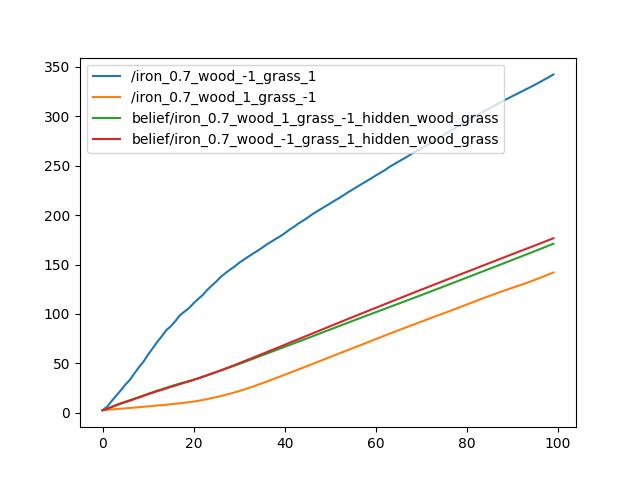 /iron_0.7_wood_-1_grass_1
/iron_0.7_wood_1_grass_-1
belief/iron_0.7_wood_1_grass_-1_hidden_wood_grass
belief/iron_0.7_wood_-1_grass_1_hidden_wood_grass
350
300
250
200
150
100
50
0
0 20 40 60 80 100